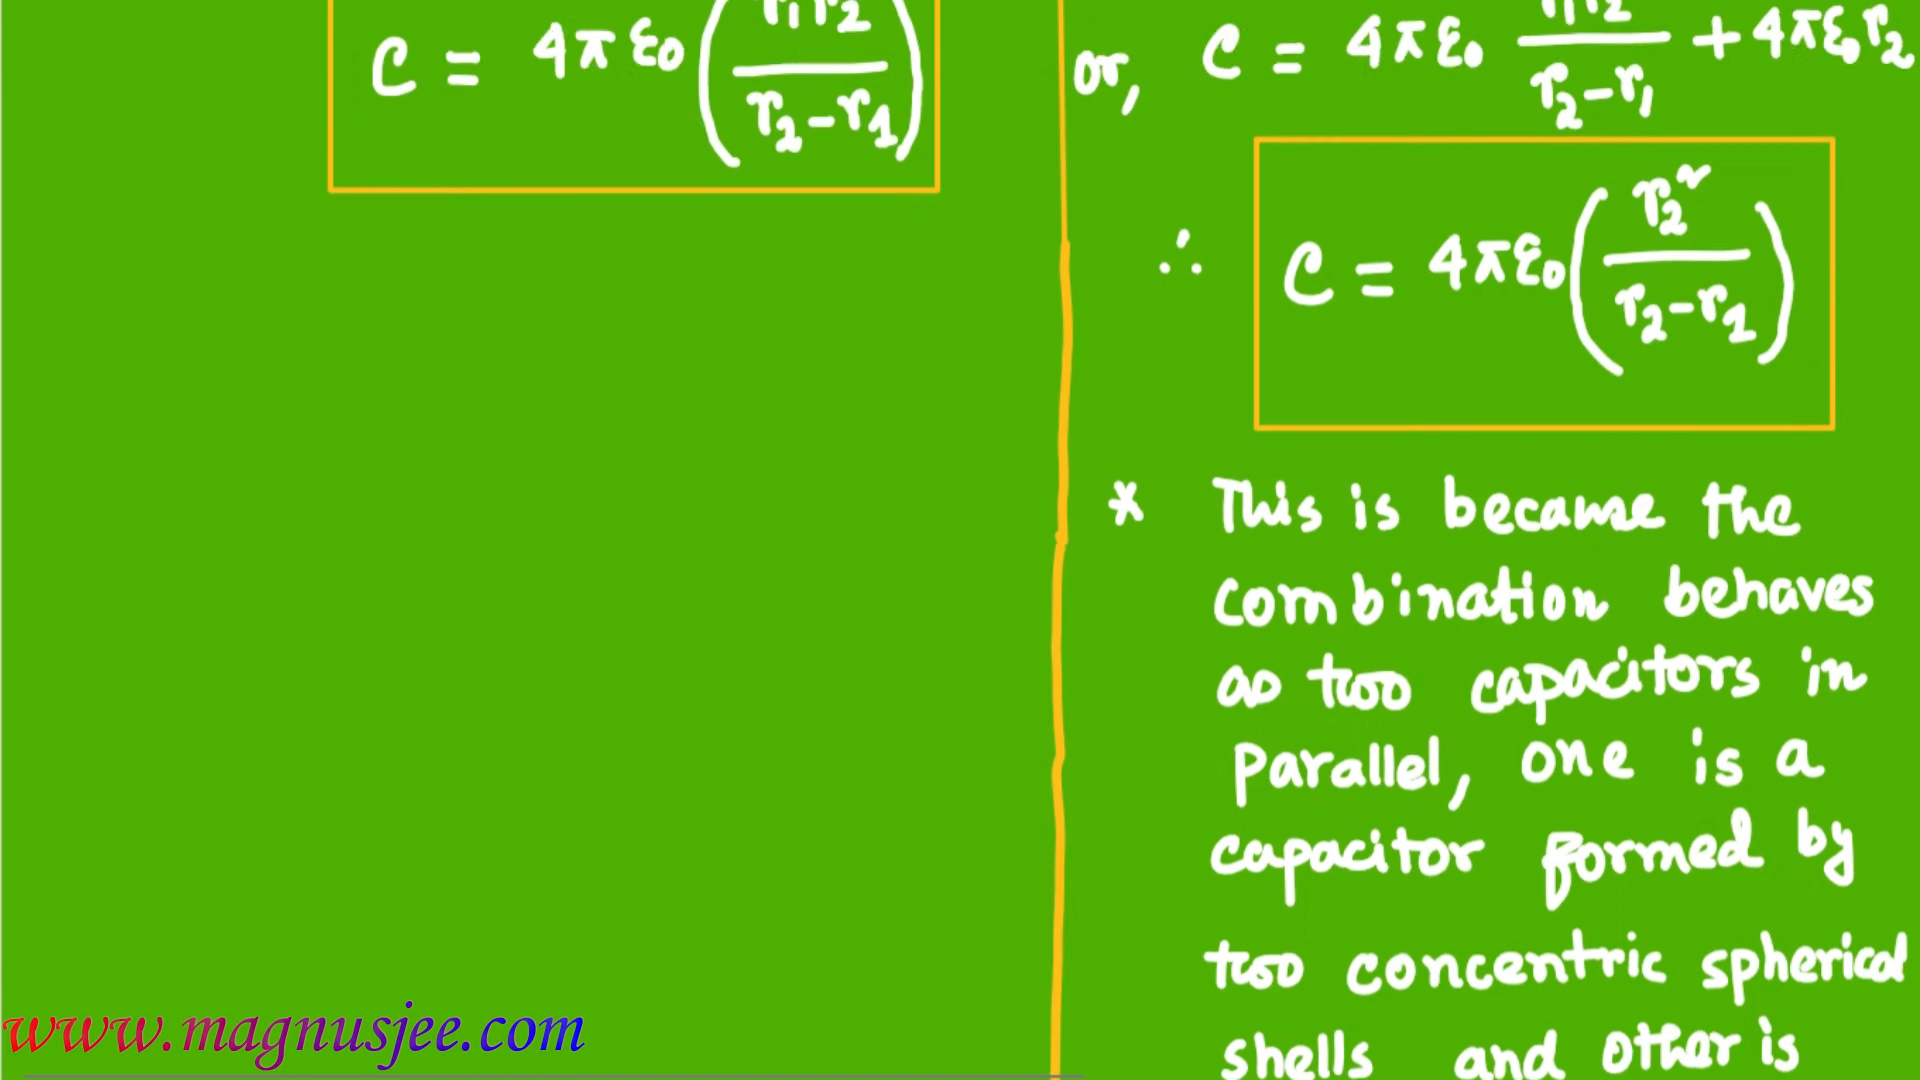 C = 4πε₀ (r₁r₂ / r₂−r₁)
or, C = 4πε₀ r₁r₂ / r₂−r₁ + 4πε₀r₂
∴ C = 4πε₀ (r₂² / r₂−r₁)
* This is because the
combination behaves
as two capacitors in
parallel, one is a
capacitor formed by
two concentric spherical
shells and other is
www.magnusjee.com